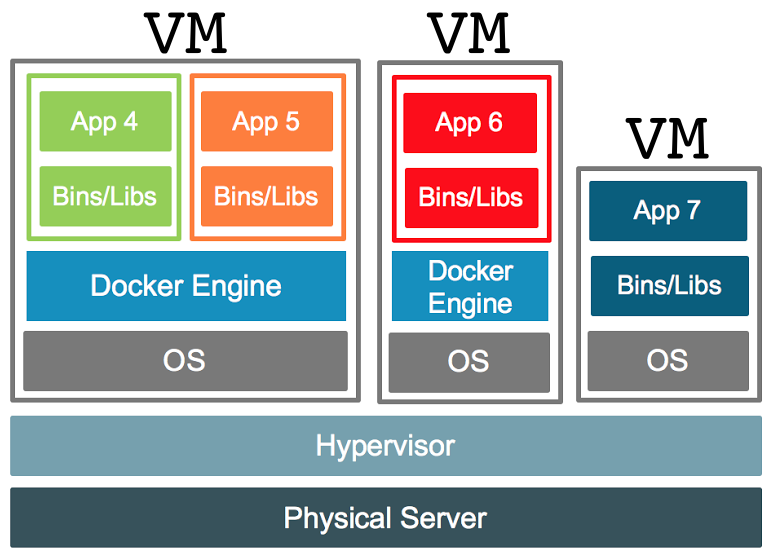 VM
App 4
Bins/Libs
App 5
Bins/Libs
Docker Engine
OS
VM
App 6
Bins/Libs
Docker
Engine
OS
VM
App 7
Bins/Libs
OS
Hypervisor
Physical Server